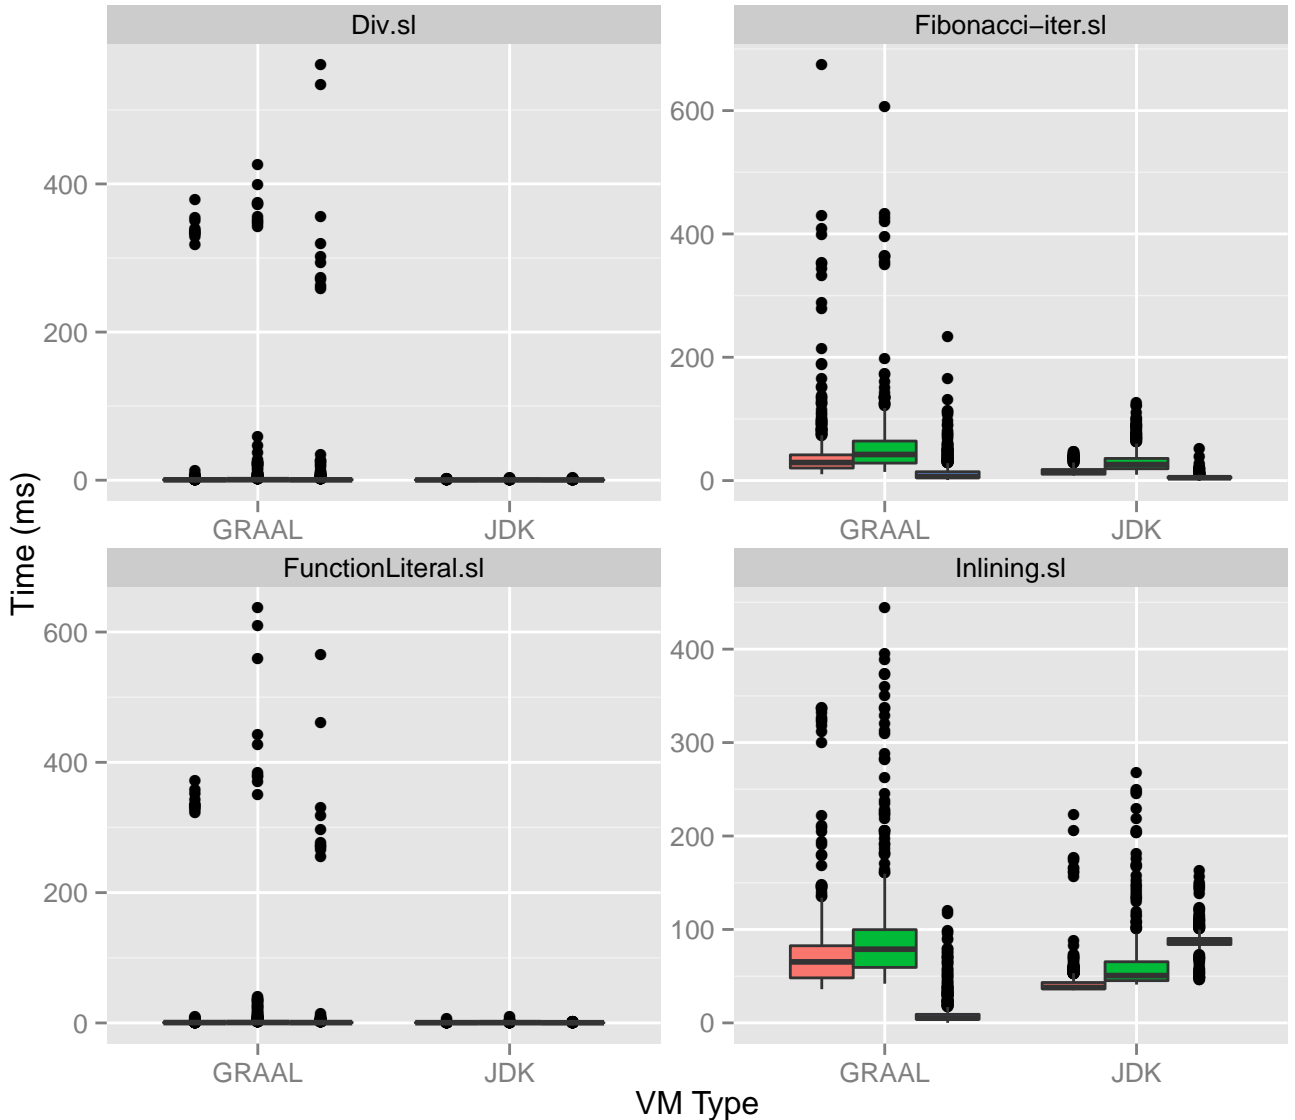 Div.sl
Fibonacci−iter.sl
400
200
0
600
400
200
0
GRAAL
JDK
GRAAL
JDK
Time (ms)
FunctionLiteral.sl
Inlining.sl
600
400
200
0
400
300
200
100
0
GRAAL
JDK
GRAAL
JDK
VM Type